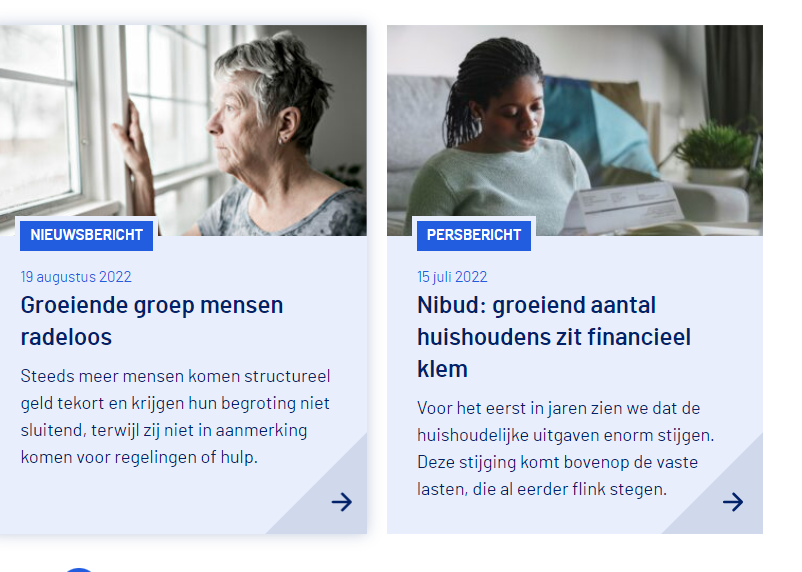 NIEUWSBERICHT
19 augustus 2022
Groeiende groep mensen
radeloos
Steeds meer mensen komen structureel
geld tekort en krijgen hun begroting niet
sluitend, terwijl zij niet in aanmerking
komen voor regelingen of hulp.
PERSBERICHT
15 juli 2022
Nibud: groeiend aantal
huishoudens zit financieel
klem
Voor het eerst in jaren zien we dat de
huishoudelijke uitgaven enorm stijgen.
Deze stijging komt bovenop de vaste
lasten, die al eerder flink stegen.